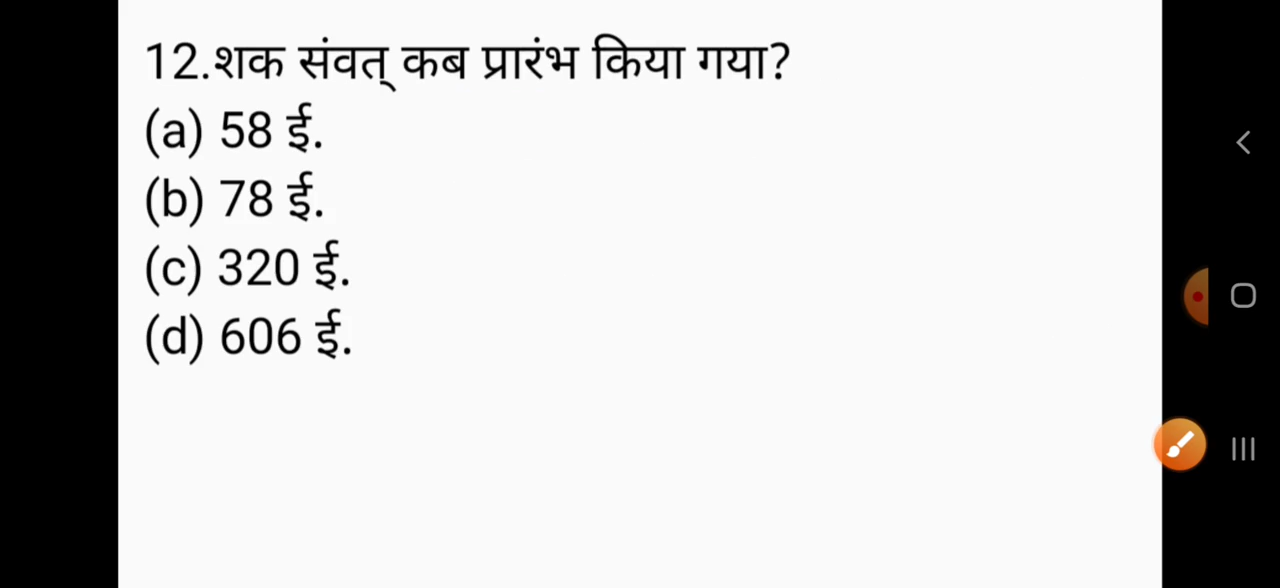 12.शक संवत् कब प्रारंभ किया गया?
(a) 58 ई.
(b) 78 ई.
(c) 320 ई.
(d) 606 ई.